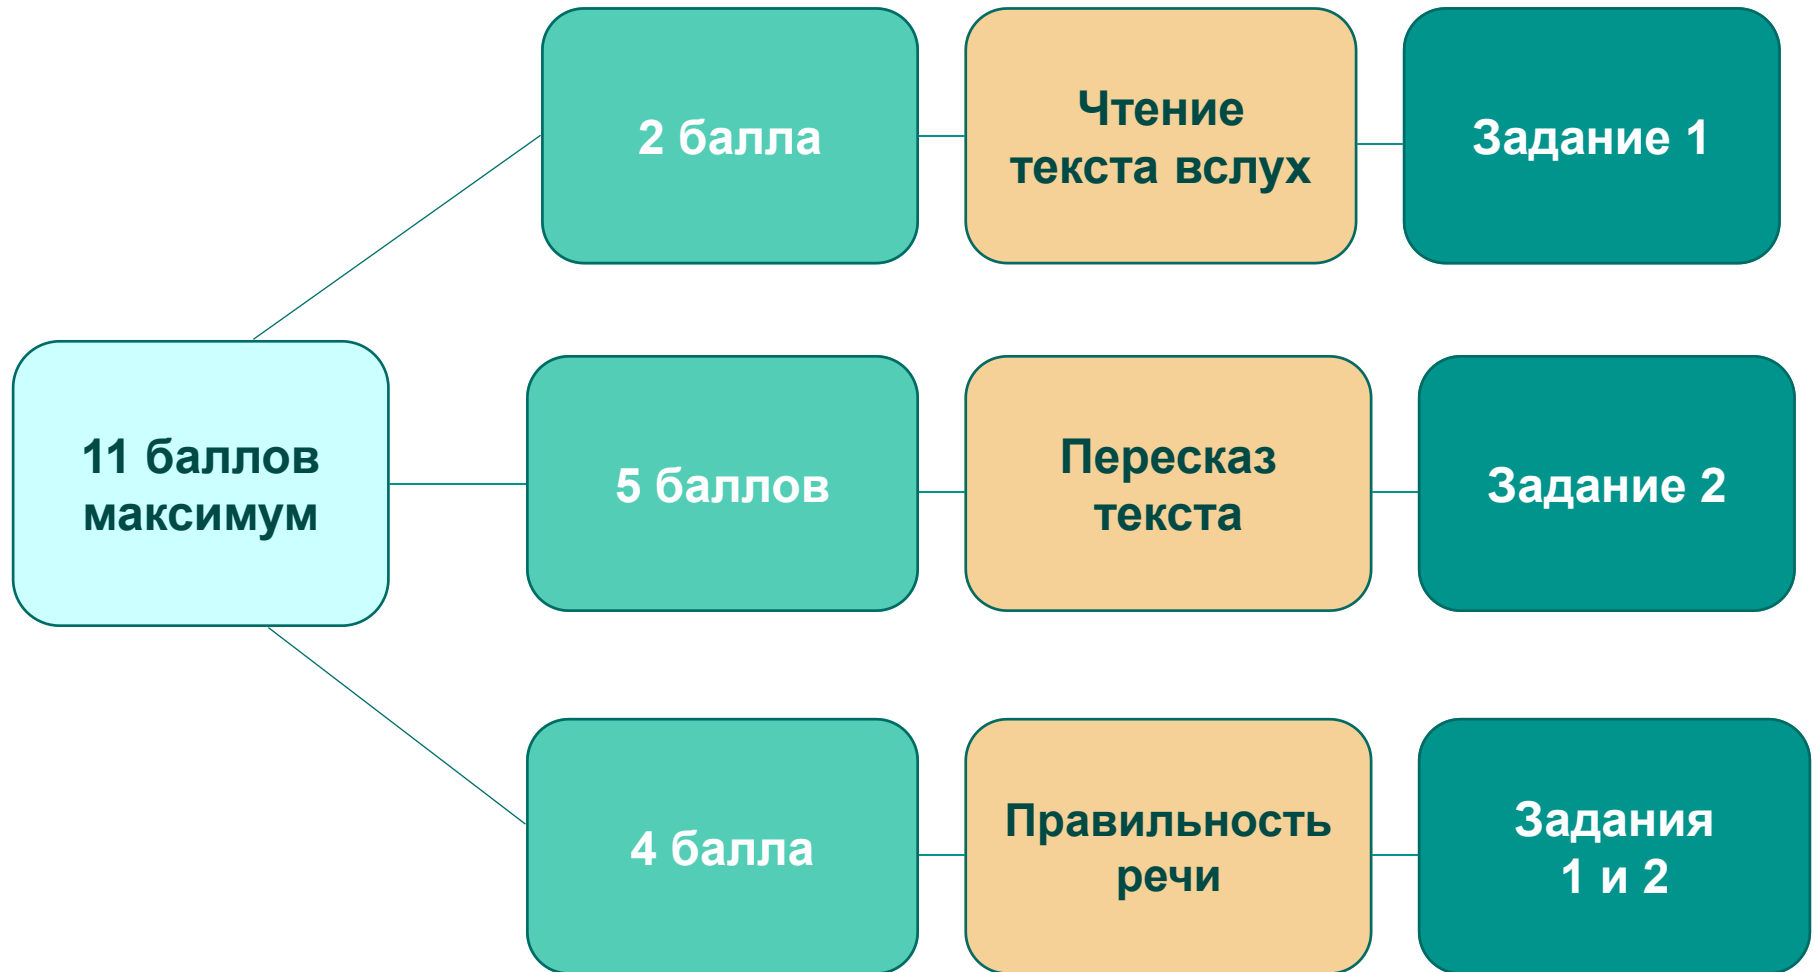 2 балла
Чтение
текста вслух
Задание 1
11 баллов
максимум
5 баллов
Пересказ
текста
Задание 2
4 балла
Правильность
речи
Задания
1 и 2